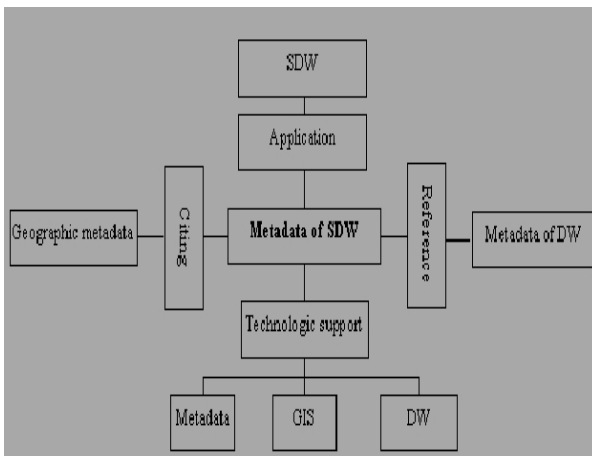 SDW
Application
Citing
Reference
Geographic metadata
Metadata of SDW
Metadata of DW
Technologic support
Metadata
GIS
DW